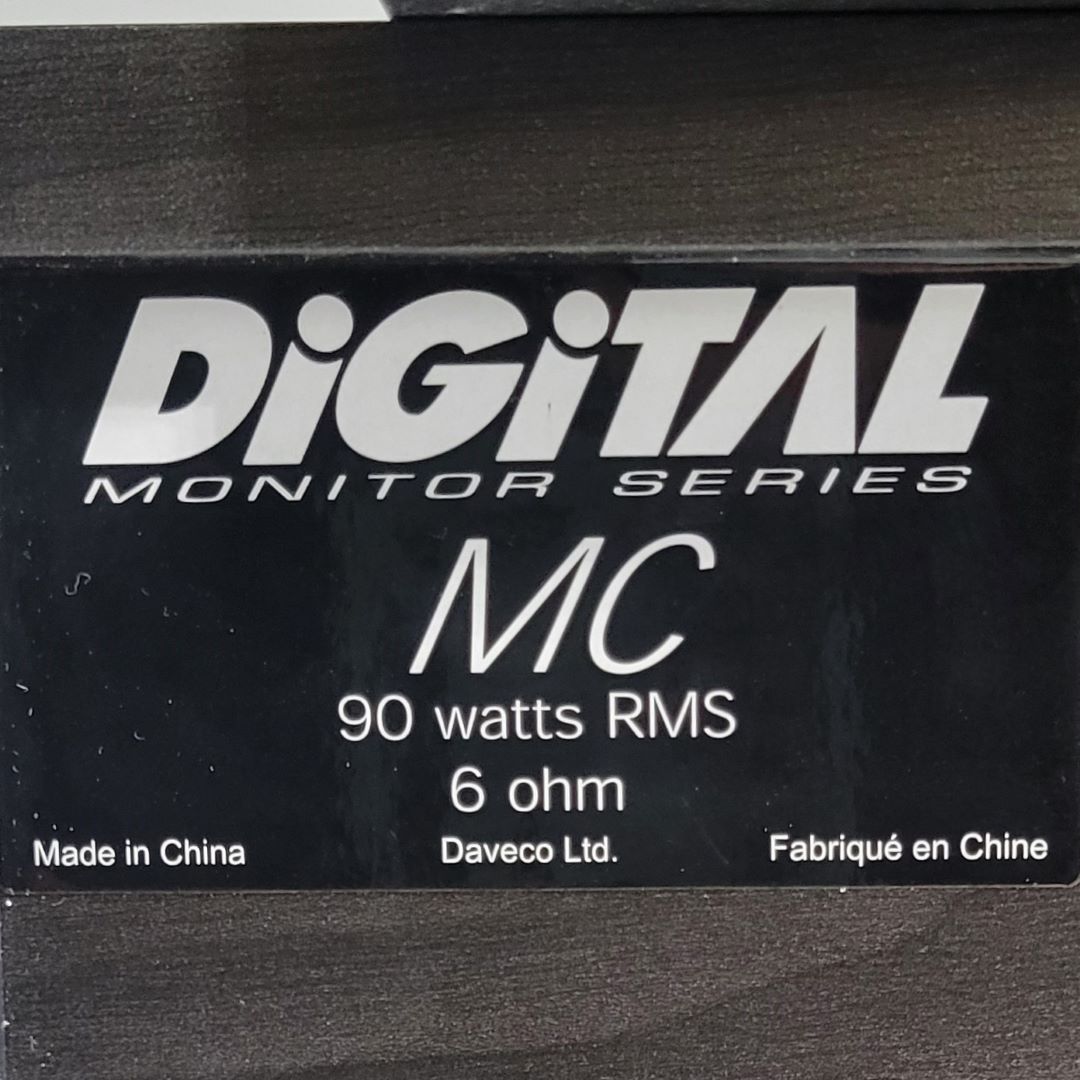 DiGiTAL
MONITOR SERIES
MC
90 watts RMS
6 ohm
Made in China Daveco Ltd. Fabriqué en Chine